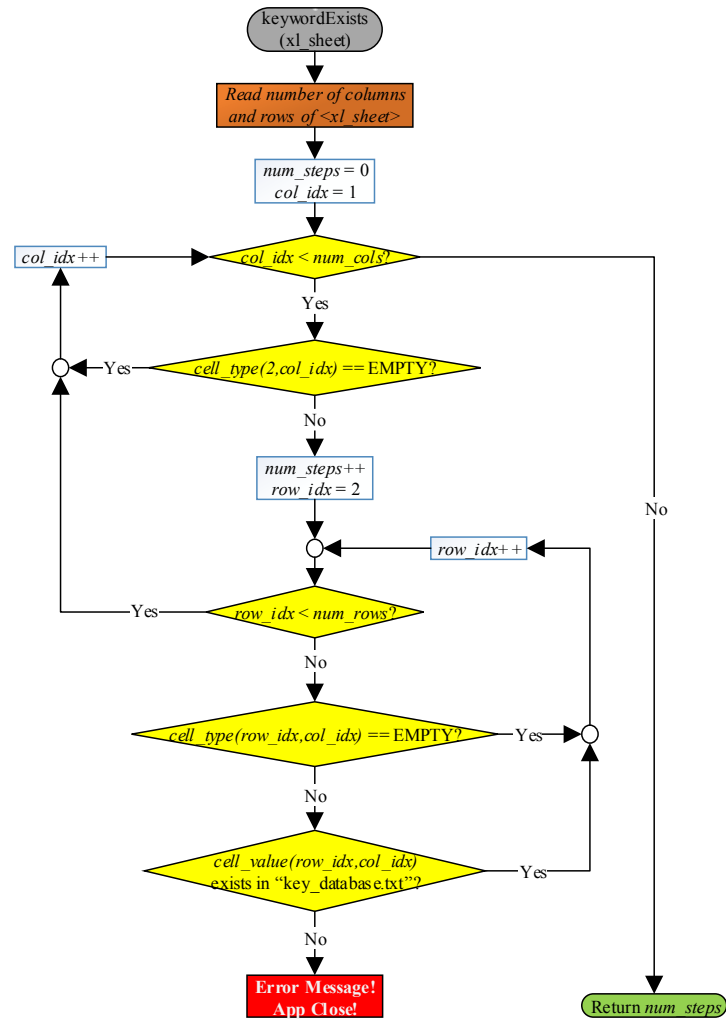 keywordExists
(xl_sheet)
Read number of columns
and rows of <xl_sheet>
num_steps = 0
col_idx = 1
col_idx++
col_idx < num_cols?
Yes
Yes
cell_type(2,col_idx) == EMPTY?
No
num_steps++
row_idx = 2
No
row_idx++
Yes
row_idx < num_rows?
No
cell_type(row_idx,col_idx) == EMPTY?
Yes
No
cell_value(row_idx,col_idx)
exists in “key_database.txt”?
Yes
No
Error Message!
App Close!
Return num_steps